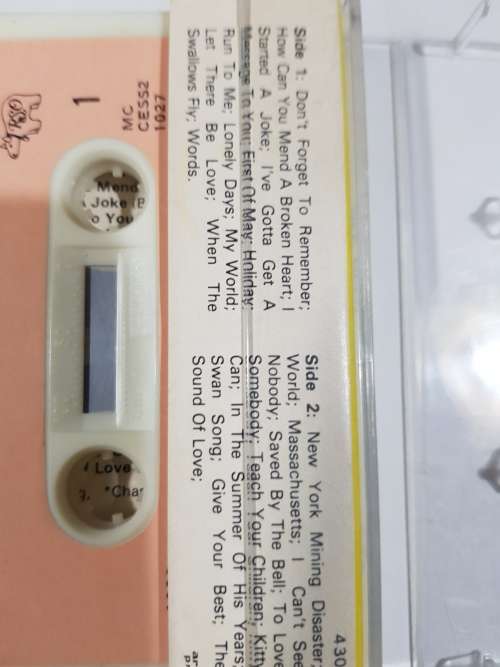 430
Side 1: Don't Forget To Remember;
How Can You Mend A Broken Heart; I
Started A Joke; I've Gotta Get A
Message To You; First Of May; Holiday;
Run To Me; Lonely Days; My World;
Let There Be Love; When The
Swallows Fly; Words.
Side 2: New York Mining Disaster
World; Massachusetts; I Can't See
Nobody; Saved By The Bell; To Love
Somebody; Teach Your Children; Kitty
Can; In The Summer Of His Years;
Swan Song; Give Your Best; The
Sound Of Love;
1027
CES52
MC
1
Mend
Joke
o You
Love
"Cha